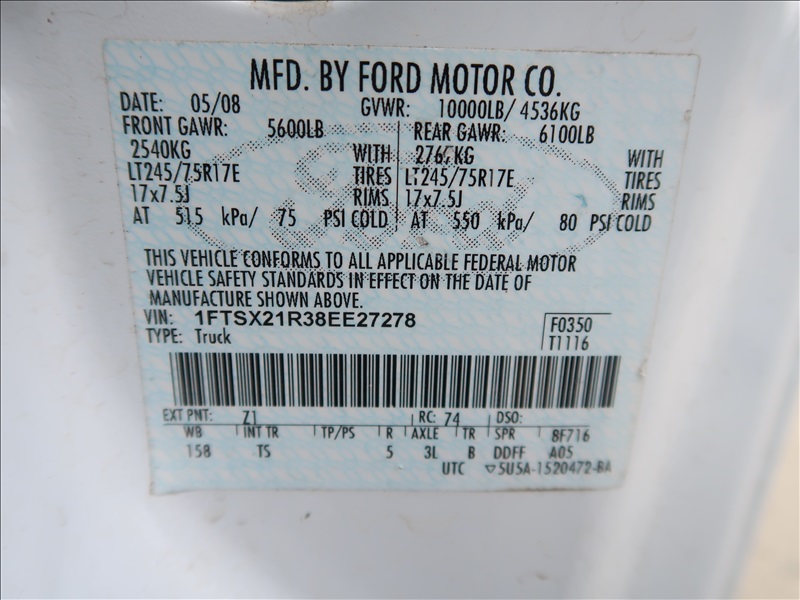 MFD. BY FORD MOTOR CO.
DATE: 05/08 GVWR: 10000LB/ 4536KG
FRONT GAWR: 5600LB REAR GAWR: 6100LB
2540KG WITH WITH
LT245/75R17E TIRES LT245/75R17E TIRES
17x7.5J RIMS 17x7.5J RIMS
AT 515 kPa/ 75 PSI COLD AT 550 kPa/ 80 PSI COLD
THIS VEHICLE CONFORMS TO ALL APPLICABLE FEDERAL MOTOR
VEHICLE SAFETY STANDARDS IN EFFECT ON THE DATE OF
MANUFACTURE SHOWN ABOVE.
VIN: 1FTSX21R38EE27278 F0350
TYPE: Truck T1116
EXT PNT: Z1 RC: 74 DSO:
WB INT TR TP/PS R AXLE TR SPR 8F716
158 TS 5 3L B DDFF A05
UTC ▽5U5A-1520472-BA